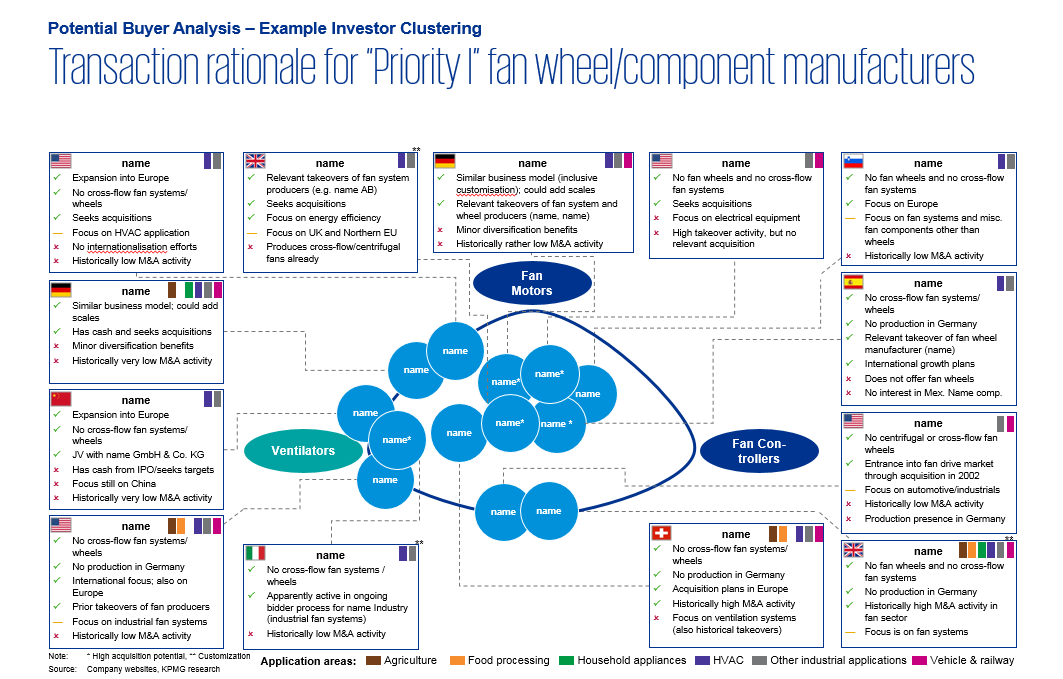 Potential Buyer Analysis – Example Investor Clustering
Transaction rationale for “Priority I” fan wheel/component manufacturers
name
✓ Expansion into Europe
✓ No cross-flow fan systems/
wheels
✓ Seeks acquisitions
— Focus on HVAC application
× No internationalisation efforts
× Historically low M&A activity
**
name
✓ Relevant takeovers of fan system
producers (e.g. name AB)
✓ Seeks acquisitions
✓ Focus on energy efficiency
— Focus on UK and Northern EU
× Produces cross-flow/centrifugal
fans already
name
✓ Similar business model (inclusive
customisation); could add scales
✓ Relevant takeovers of fan system and
wheel producers (name, name)
× Minor diversification benefits
× Historically rather low M&A activity
name
✓ No fan wheels and no cross-flow
fan systems
✓ Seeks acquisitions
× Focus on electrical equipment
× High takeover activity, but no
relevant acquisition
name
✓ No fan wheels and no cross-flow
fan systems
✓ Focus on Europe
— Focus on fan systems and misc.
fan components other than
wheels
× Historically low M&A activity
name
✓ Similar business model; could add
scales
✓ Has cash and seeks acquisitions
× Minor diversification benefits
× Historically very low M&A activity
name
✓ No cross-flow fan systems/
wheels
✓ No production in Germany
✓ Relevant takeover of fan wheel
manufacturer (name)
✓ International growth plans
× Does not offer fan wheels
× No interest in Mex. Name comp.
name
✓ Expansion into Europe
✓ No cross-flow fan systems/
wheels
✓ JV with name GmbH & Co. KG
× Has cash from IPO/seeks targets
× Focus still on China
× Historically very low M&A activity
name
✓ No centrifugal or cross-flow fan
wheels
✓ Entrance into fan drive market
through acquisition in 2002
— Focus on automotive/industrials
× Historically low M&A activity
× Production presence in Germany
name
✓ No cross-flow fan systems/
wheels
✓ No production in Germany
✓ International focus; also on
Europe
✓ Prior takeovers of fan producers
— Focus on industrial fan systems
× Historically low M&A activity
**
name
✓ No cross-flow fan systems /
wheels
✓ Apparently active in ongoing
bidder process for name Industry
(industrial fan systems)
× Historically low M&A activity
name
✓ No cross-flow fan systems/
wheels
✓ No production in Germany
✓ Acquisition plans in Europe
✓ Historically high M&A activity
× Focus on ventilation systems
(also historical takeovers)
**
name
✓ No fan wheels and no cross-flow
fan systems
✓ No production in Germany
✓ Historically high M&A activity in
fan sector
— Focus is on fan systems
Fan
Motors
Ventilators
Fan Con-
trollers
name
name
name*
name*
name
name
name*
name
name*
name *
name
name
name
Note: * High acquisition potential, ** Customization
Source: Company websites, KPMG research
Application areas: Agriculture Food processing Household appliances HVAC Other industrial applications Vehicle & railway